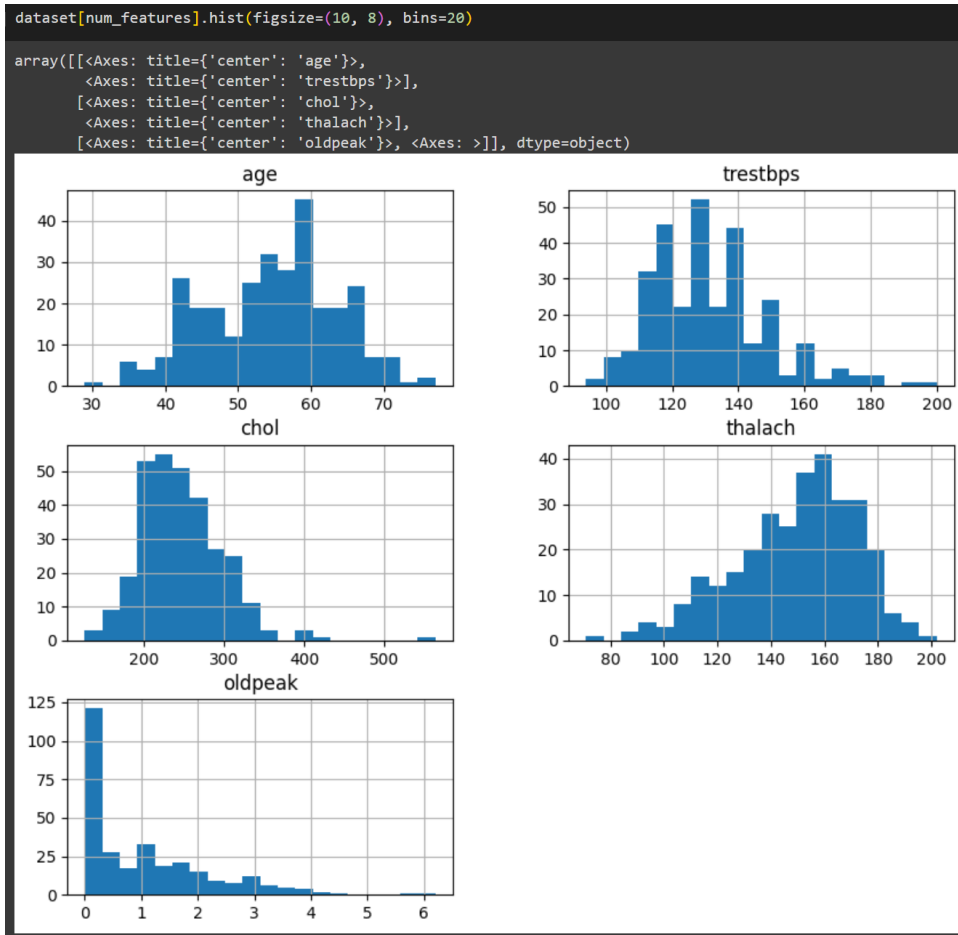 dataset[num_features].hist(figsize=(10, 8), bins=20)
array([[<Axes: title={'center': 'age'}>,
        <Axes: title={'center': 'trestbps'}>],
       [<Axes: title={'center': 'chol'}>,
        <Axes: title={'center': 'thalach'}>],
       [<Axes: title={'center': 'oldpeak'}>, <Axes: >]], dtype=object)
age
40
30
20
10
0
30 40 50 60 70
trestbps
50
40
30
20
10
0
100 120 140 160 180 200
chol
50
40
30
20
10
0
200 300 400 500
thalach
40
30
20
10
0
80 100 120 140 160 180 200
oldpeak
125
100
75
50
25
0
0 1 2 3 4 5 6